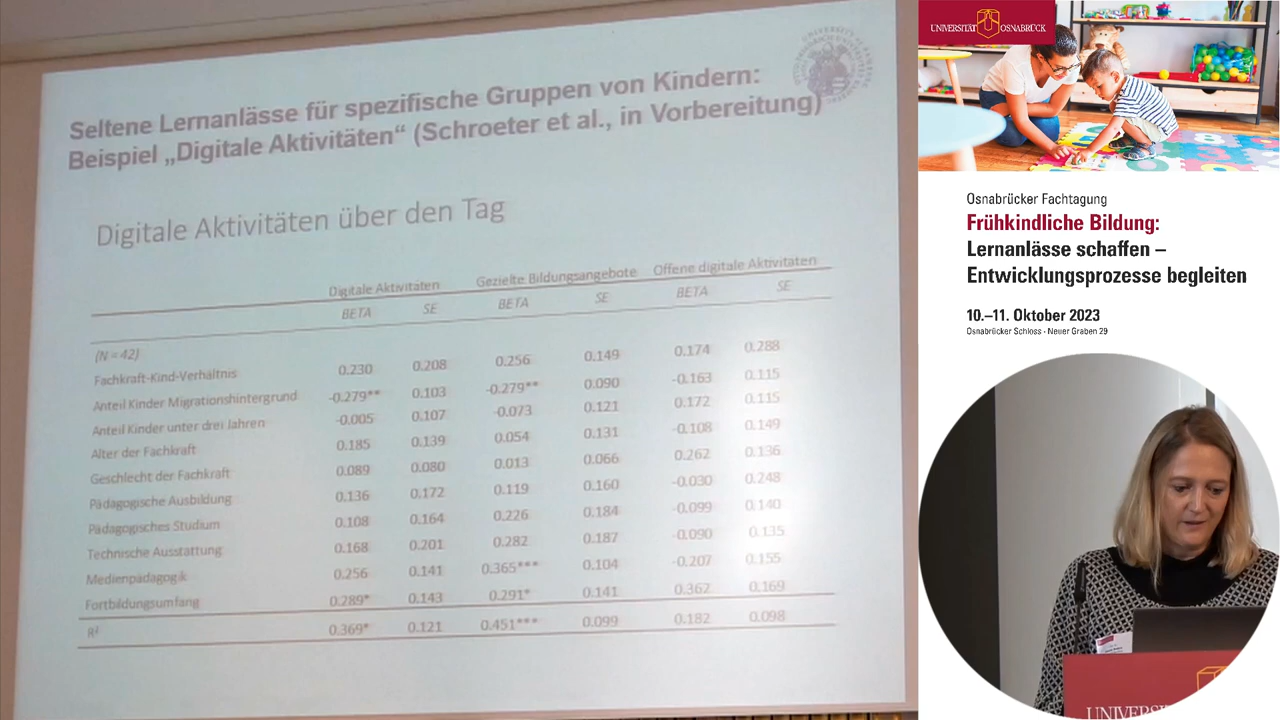 Seltene Lernanlässe für spezifische Gruppen von Kindern:
Beispiel „Digitale Aktivitäten“ (Schroeter et al., in Vorbereitung)
Digitale Aktivitäten über den Tag
Digitale Aktivitäten Gezielte Bildungsangebote Offene digitale Aktivitäten
BETA SE BETA SE BETA SE
(N = 42)
Fachkraft-Kind-Verhältnis 0.230 0.208 0.256 0.149 0.174 0.288
Anteil Kinder Migrationshintergrund -0.279** 0.103 -0.279** 0.090 -0.163 0.115
Anteil Kinder unter drei Jahren -0.005 0.107 -0.073 0.121 0.172 0.115
Alter der Fachkraft 0.185 0.139 0.054 0.131 -0.108 0.149
Geschlecht der Fachkraft 0.089 0.080 0.013 0.066 0.262 0.136
Pädagogische Ausbildung 0.136 0.172 0.119 0.160 -0.030 0.248
Pädagogisches Studium 0.108 0.164 0.226 0.184 -0.099 0.140
Technische Ausstattung 0.168 0.201 0.282 0.187 -0.090 0.135
Medienpädagogik 0.256 0.141 0.365*** 0.104 -0.207 0.155
Fortbildungsumfang 0.289* 0.143 0.291* 0.141 0.362 0.169
R² 0.369* 0.121 0.451*** 0.099 0.182 0.098
UNIVERSITÄT OSNABRÜCK
Osnabrücker Fachtagung
Frühkindliche Bildung:
Lernanlässe schaffen –
Entwicklungsprozesse begleiten
10.–11. Oktober 2023
Osnabrücker Schloss · Neuer Graben 29